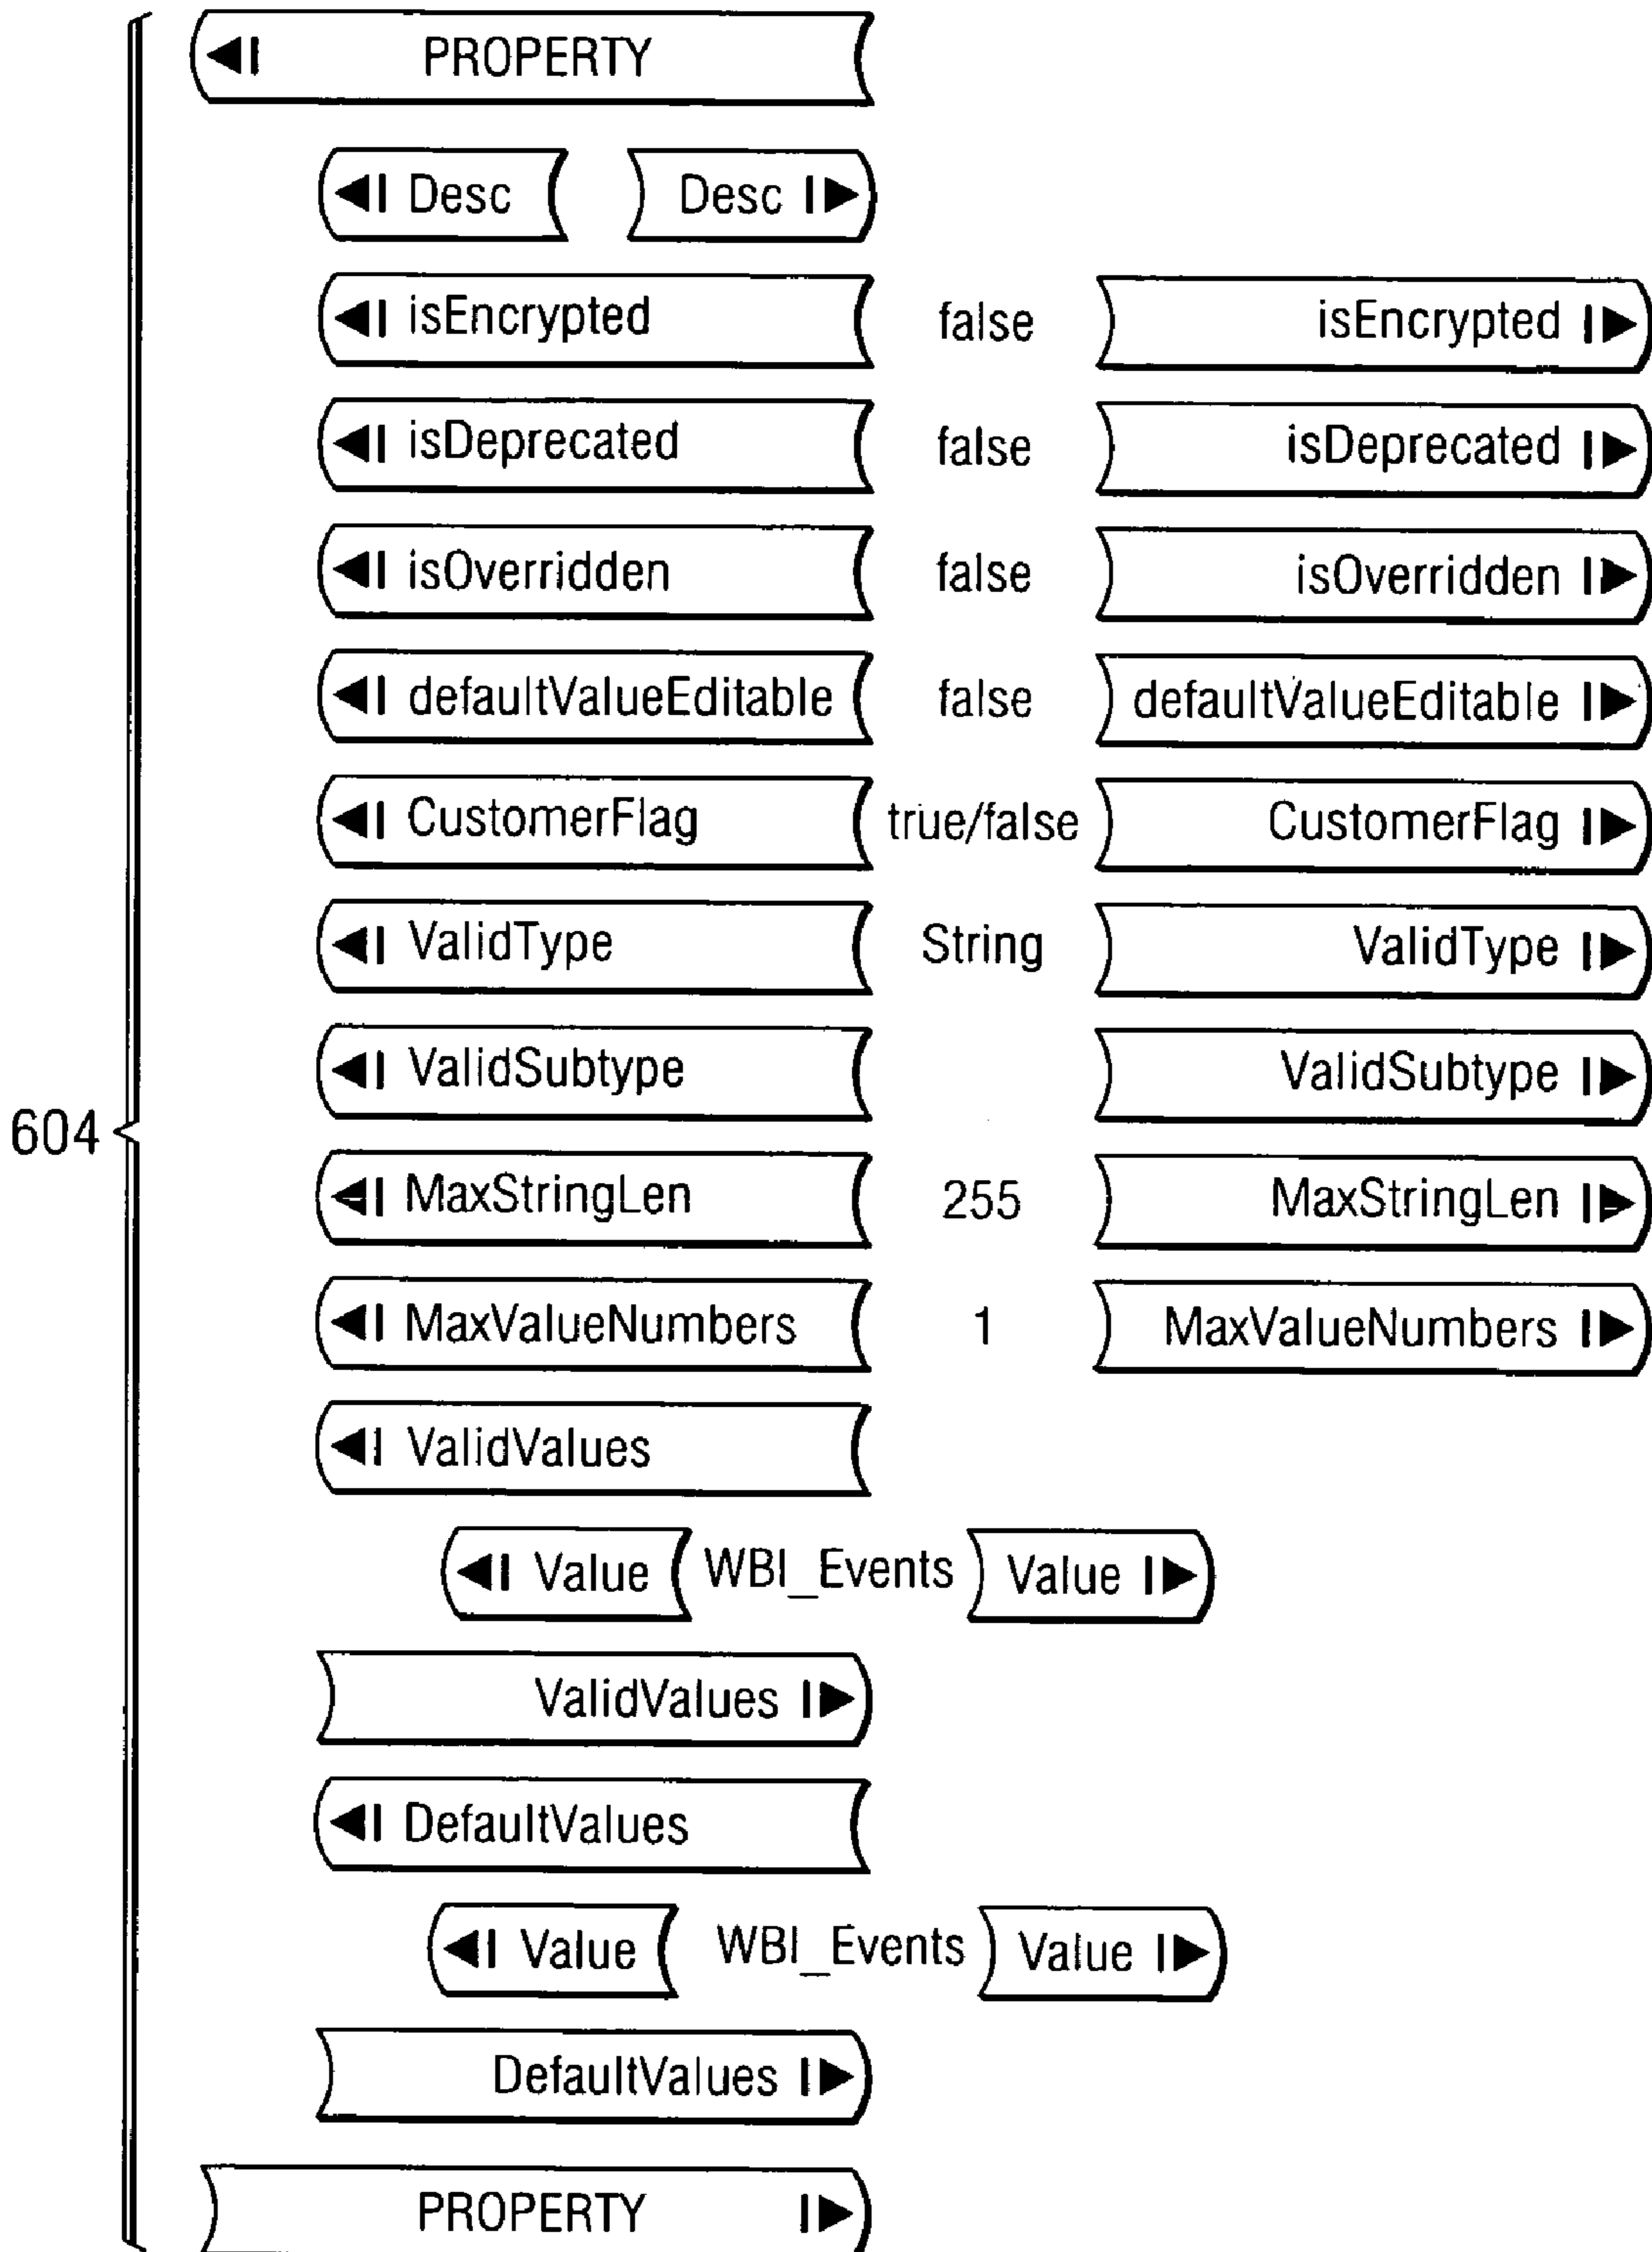 PROPERTY
Desc Desc
isEncrypted false isEncrypted
isDeprecated false isDeprecated
isOverridden false isOverridden
defaultValueEditable false defaultValueEditable
CustomerFlag true/false CustomerFlag
ValidType String ValidType
ValidSubtype ValidSubtype
604
MaxStringLen 255 MaxStringLen
MaxValueNumbers 1 MaxValueNumbers
ValidValues
Value WBI_Events Value
ValidValues
DefaultValues
Value WBI_Events Value
DefaultValues
PROPERTY